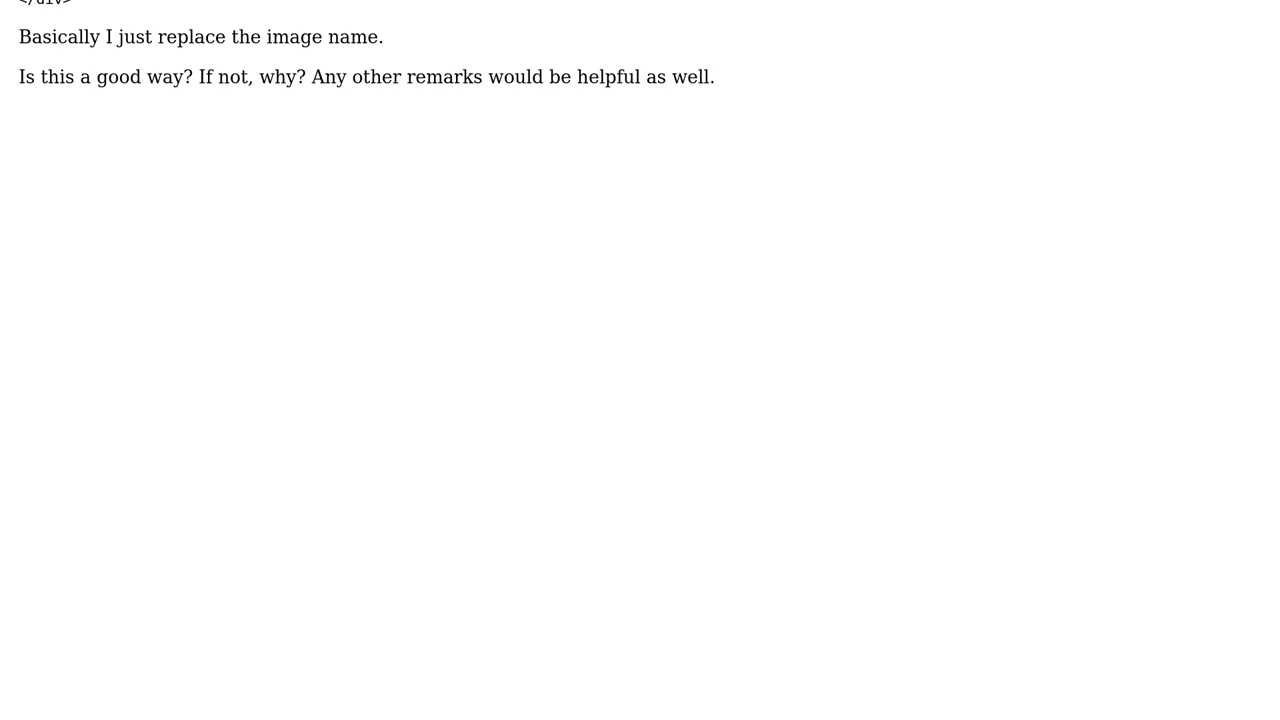 </div>
Basically I just replace the image name.
Is this a good way? If not, why? Any other remarks would be helpful as well.